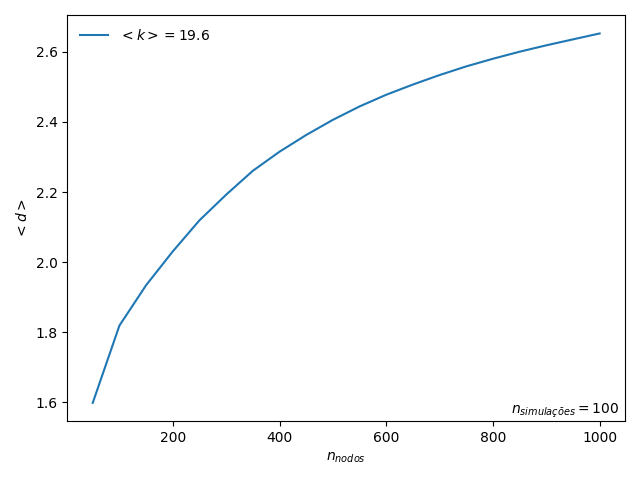 < k > = 19.6
2.6
2.4
2.2
2.0
1.8
1.6
< d >
n_simulações = 100
200 400 600 800 1000
n_nodos